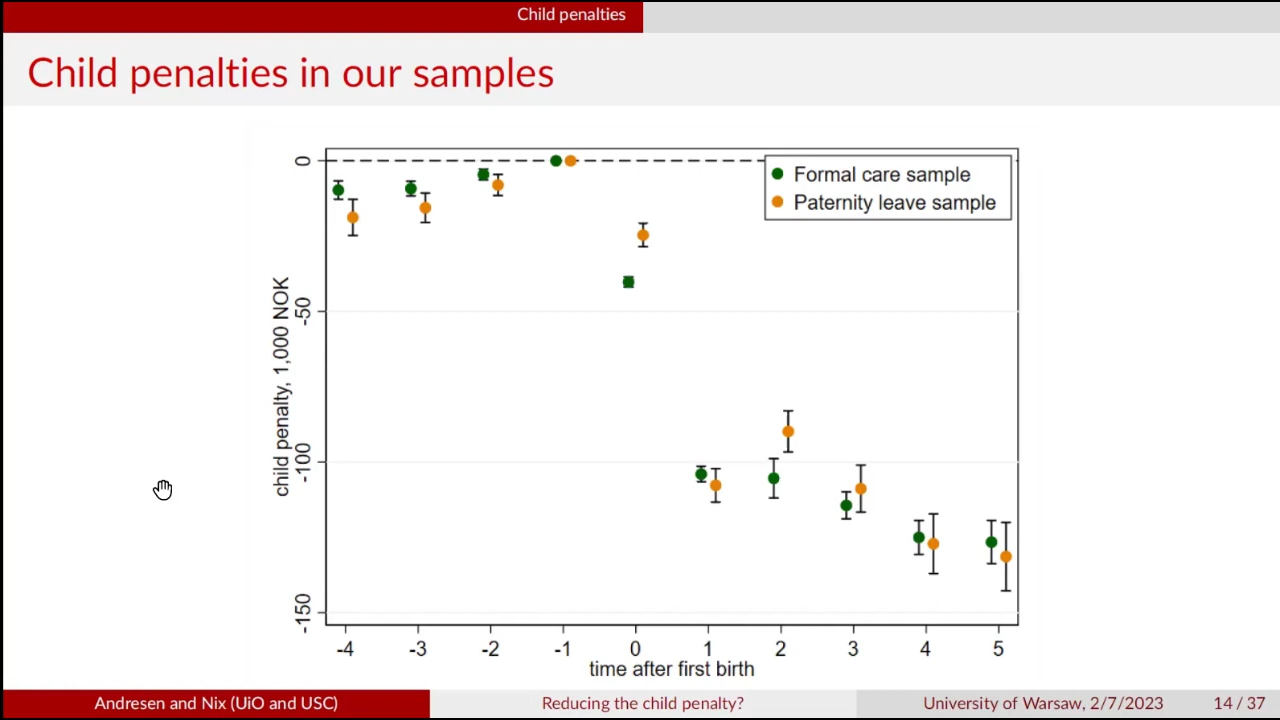 Child penalties
Child penalties in our samples
Formal care sample
Paternity leave sample
child penalty, 1,000 NOK
0
-50
-100
-150
-4 -3 -2 -1 0 1 2 3 4 5
time after first birth
Andresen and Nix (UiO and USC) Reducing the child penalty? University of Warsaw, 2/7/2023 14 / 37